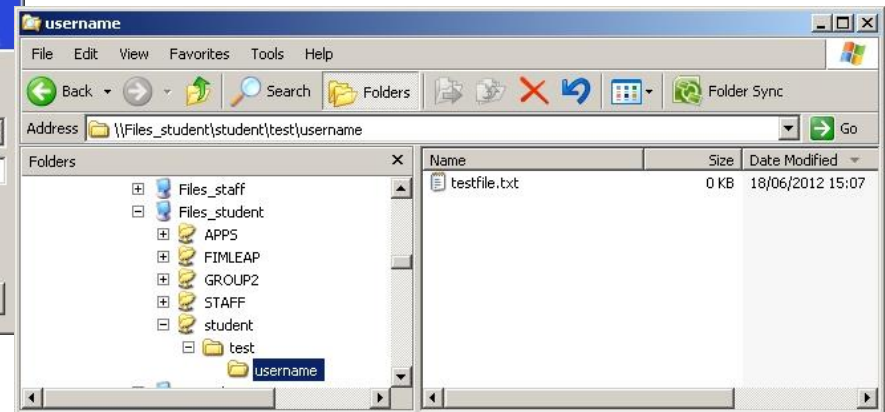 username
File Edit View Favorites Tools Help
Back Search Folders Folder Sync
Address \\Files_student\student\test\username Go
Folders
Name Size Date Modified
Files_staff
Files_student
APPS
FIMLEAP
GROUP2
STAFF
student
test
username
testfile.txt 0 KB 18/06/2012 15:07